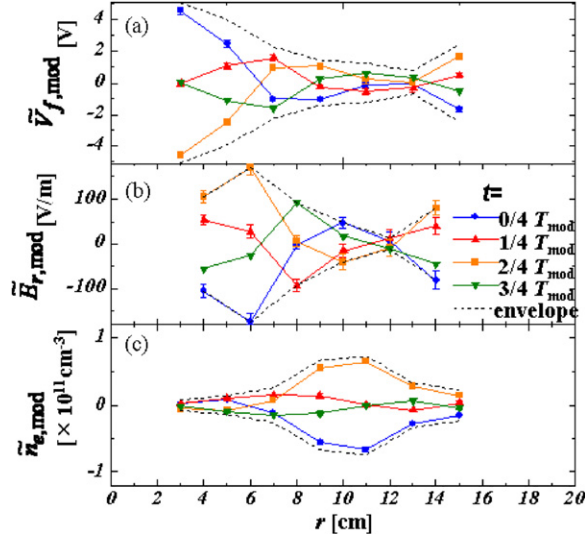 (a)
4
2
0
-2
-4
Ṽf,mod [V]
(b)
100
0
-100
Ẽr,mod [V/m]
t=
0/4 Tmod
1/4 Tmod
2/4 Tmod
3/4 Tmod
envelope
(c)
1
0
-1
ñe,mod [× 10¹¹cm⁻³]
0 2 4 6 8 10 12 14 16 18 20
r [cm]